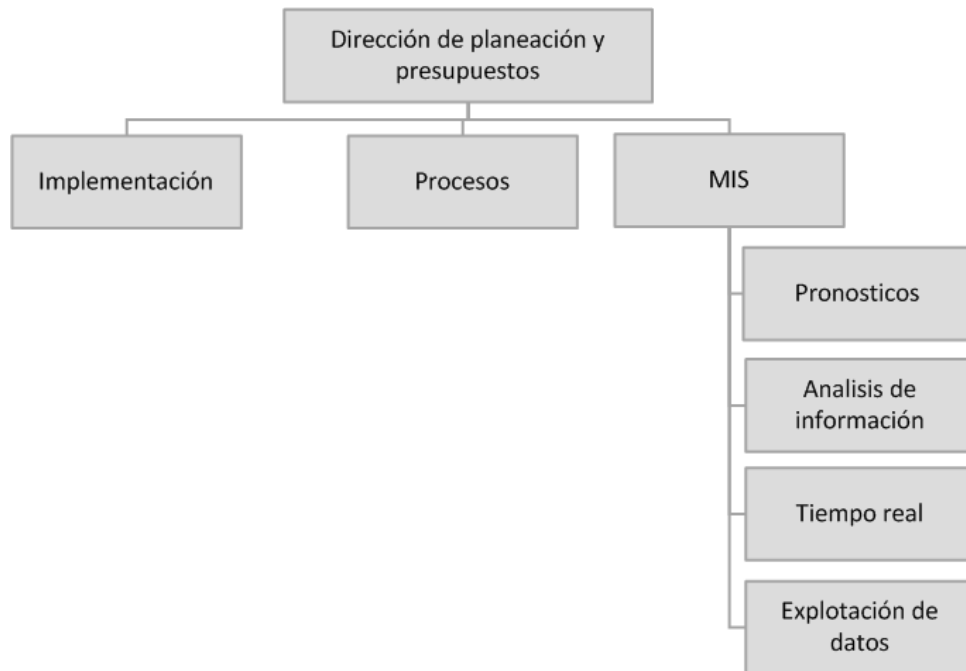 Dirección de planeación y
presupuestos
Implementación
Procesos
MIS
Pronosticos
Analisis de
información
Tiempo real
Explotación de
datos